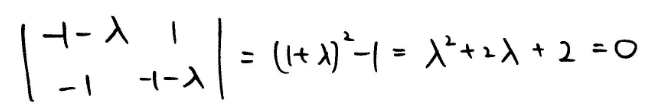 | -1-λ 1 | = (1+λ)²-1 = λ²+2λ+2 = 0
| -1 -1-λ |